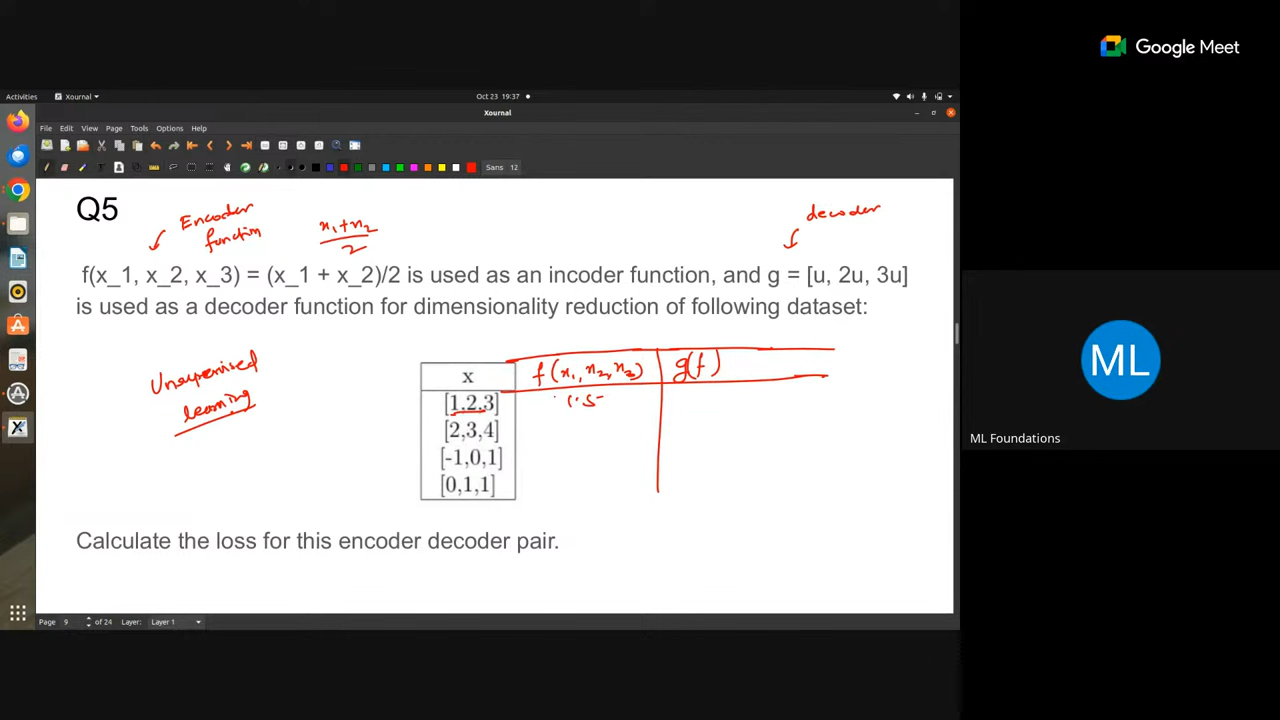 Google Meet
Activities
Xournal
Oct 23 19:37
Xournal
File Edit View Page Tools Options Help
Sans 12
Q5
Encoder
function
x1+x2
2
decoder
f(x_1, x_2, x_3) = (x_1 + x_2)/2 is used as an incoder function, and g = [u, 2u, 3u]
is used as a decoder function for dimensionality reduction of following dataset:
Unsupervised
learning
x f(x1, x2, x3) g(f)
[1,2,3] 1.5
[2,3,4]
[-1,0,1]
[0,1,1]
Calculate the loss for this encoder decoder pair.
Page 9 of 24 Layer: Layer 1
ML
ML Foundations